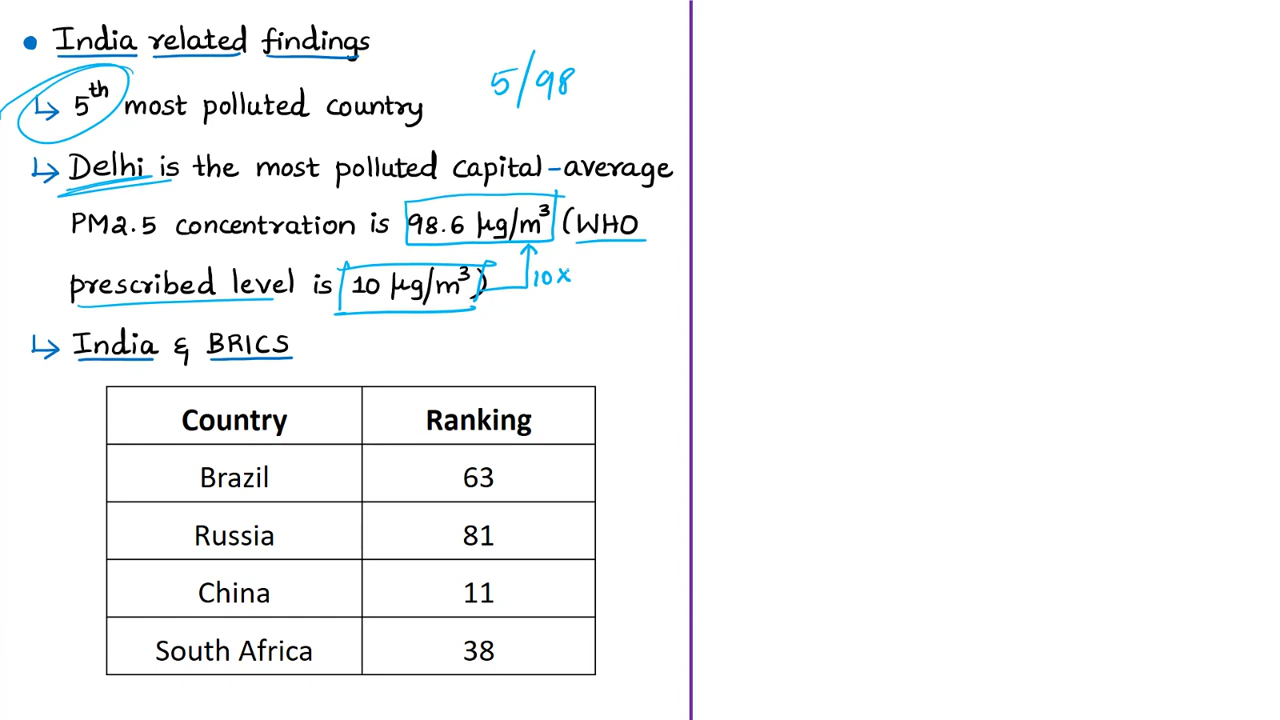 • India related findings
↳ 5th most polluted country
5/98
↳ Delhi is the most polluted capital-average
PM2.5 concentration is 98.6 µg/m³ (WHO
prescribed level is 10 µg/m³)
10x
↳ India & BRICS
Country Ranking
Brazil 63
Russia 81
China 11
South Africa 38